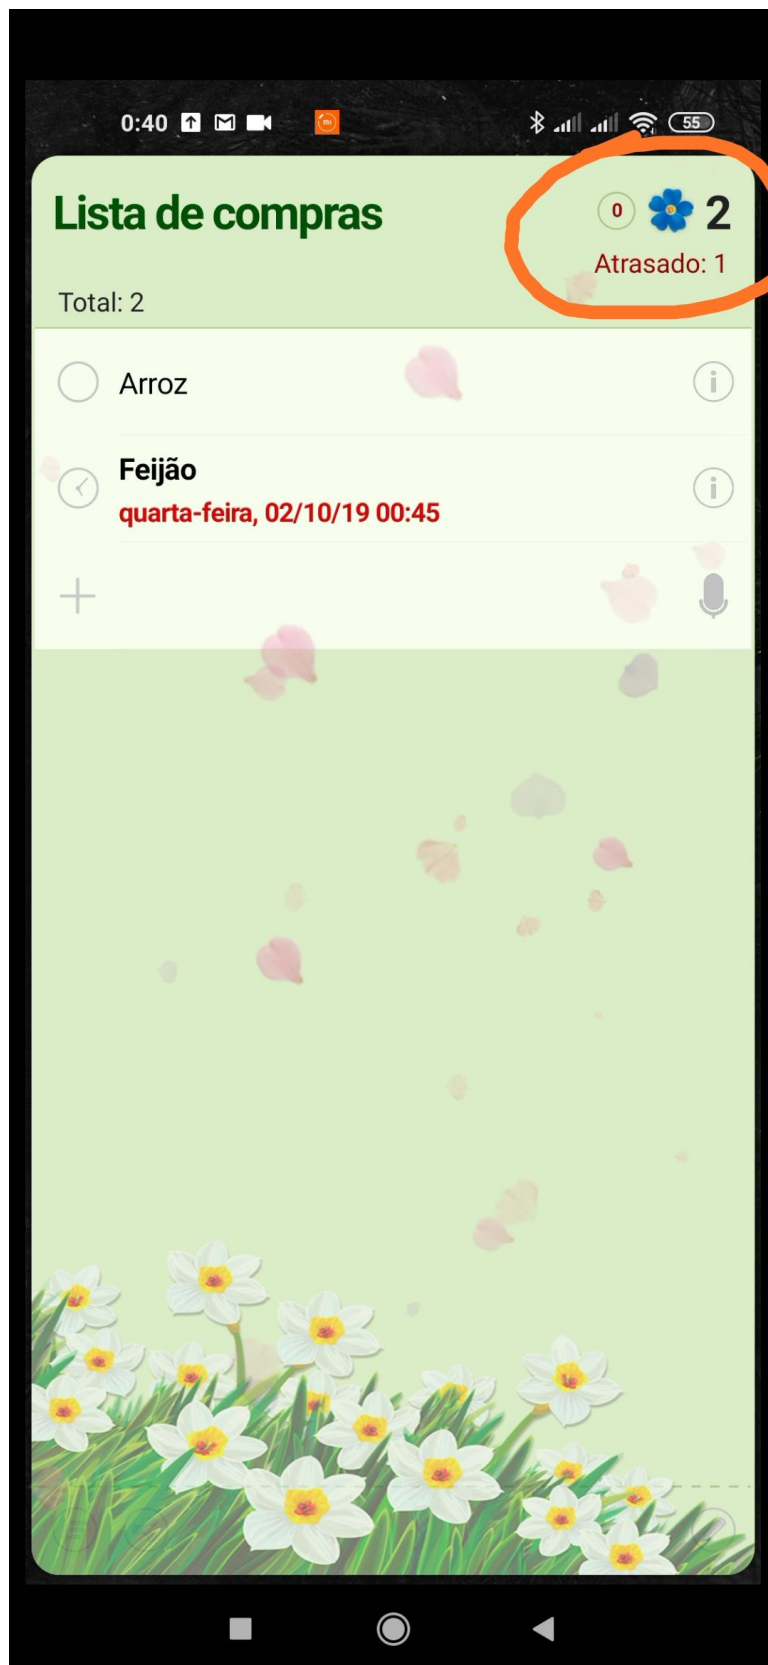 0:40
55
Lista de compras
0
2
Atrasado: 1
Total: 2
Arroz
Feijão
quarta-feira, 02/10/19 00:45